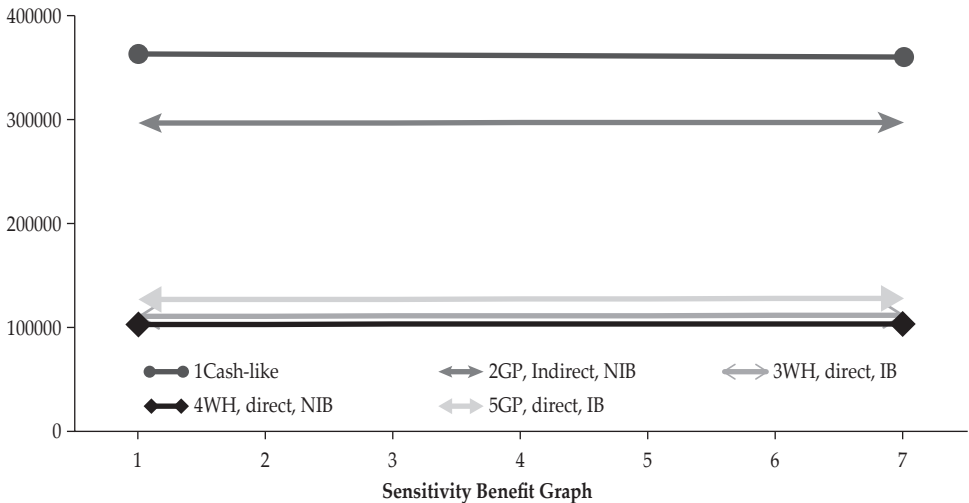 400000
300000
200000
100000
0
1Cash-like 2GP, Indirect, NIB 3WH, direct, IB
4WH, direct, NIB 5GP, direct, IB
1 2 3 4 5 6 7
Sensitivity Benefit Graph